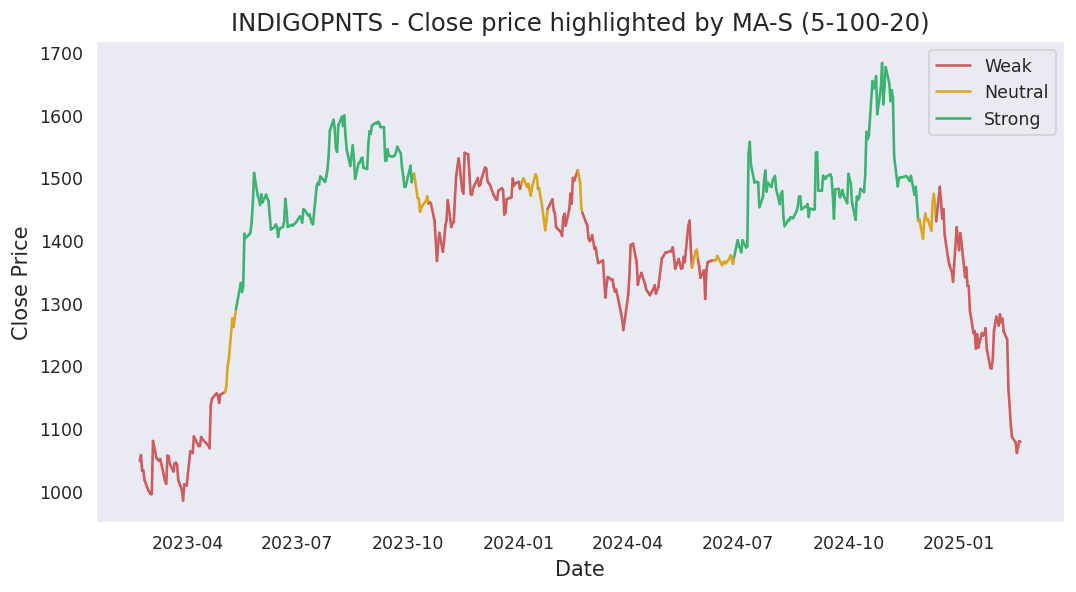 INDIGOPNTS - Close price highlighted by MA-S (5-100-20)
Weak
Neutral
Strong
Close Price
1700
1600
1500
1400
1300
1200
1100
1000
2023-04 2023-07 2023-10 2024-01 2024-04 2024-07 2024-10 2025-01
Date